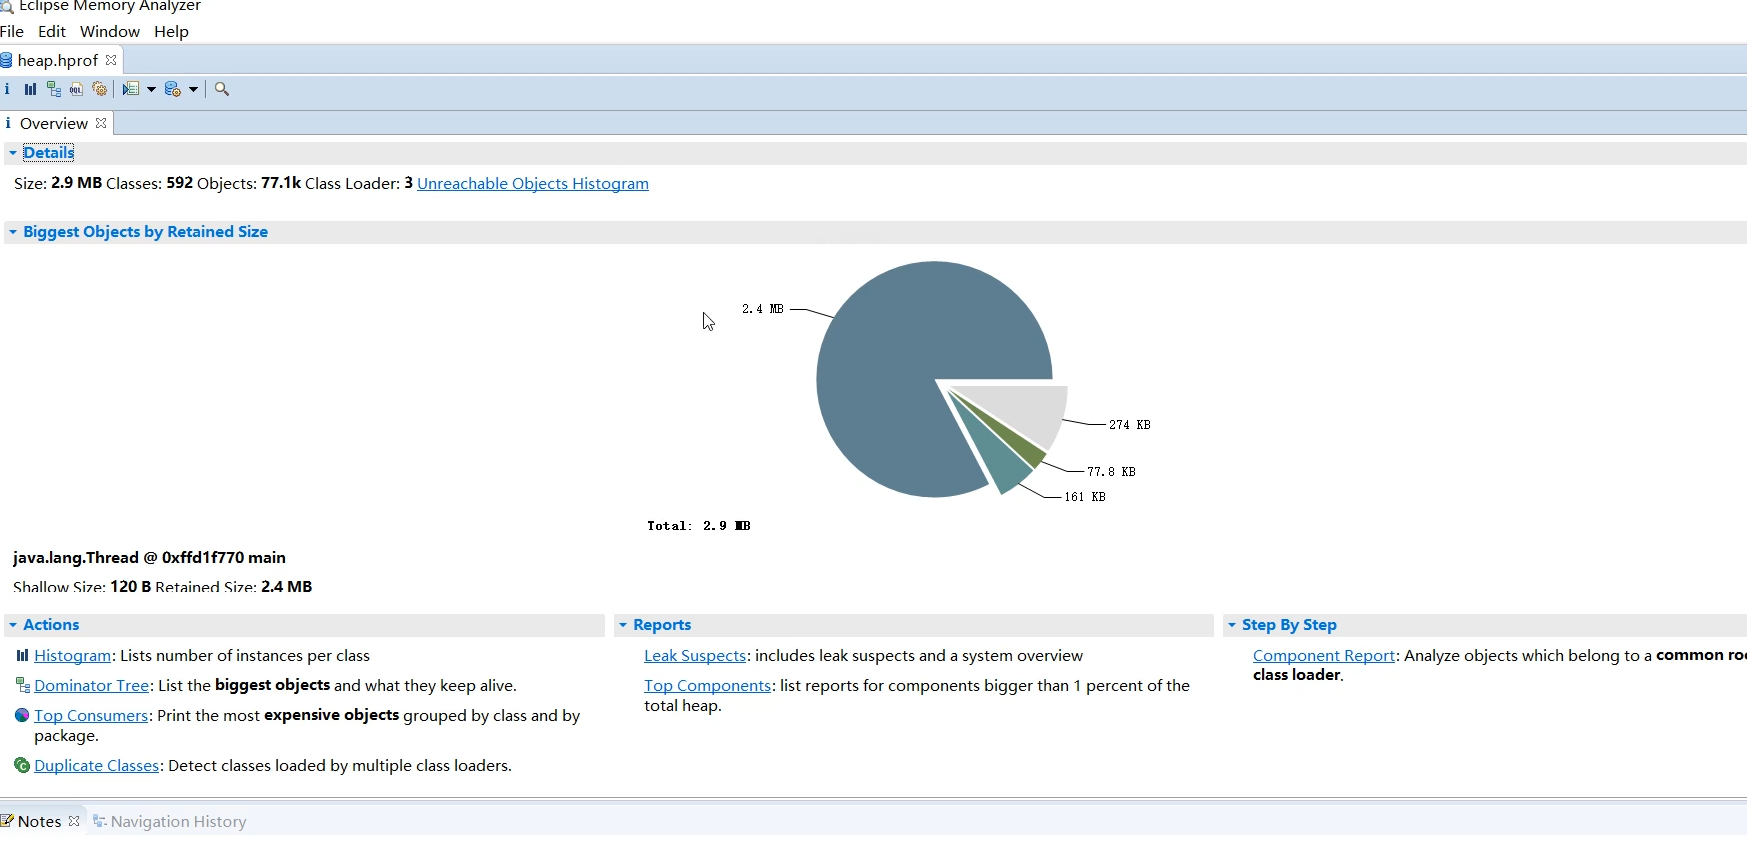 Eclipse Memory Analyzer
File Edit Window Help
heap.hprof
i OQL
i Overview
Details
Size: 2.9 MB Classes: 592 Objects: 77.1k Class Loader: 3 Unreachable Objects Histogram
Biggest Objects by Retained Size
2.4 MB
274 KB
77.8 KB
161 KB
Total: 2.9 MB
java.lang.Thread @ 0xffd1f770 main
Shallow Size: 120 B Retained Size: 2.4 MB
Actions
Histogram: Lists number of instances per class
Dominator Tree: List the biggest objects and what they keep alive.
Top Consumers: Print the most expensive objects grouped by class and by
package.
Duplicate Classes: Detect classes loaded by multiple class loaders.
Reports
Leak Suspects: includes leak suspects and a system overview
Top Components: list reports for components bigger than 1 percent of the
total heap.
Step By Step
Component Report: Analyze objects which belong to a common roo
class loader.
Notes Navigation History